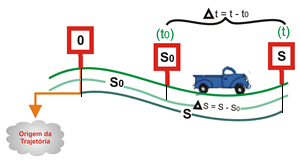 Δt = t - t0
(t0)
(t)
0
S0
S
S0
ΔS = S - S0
S
Origem da
Trajetória